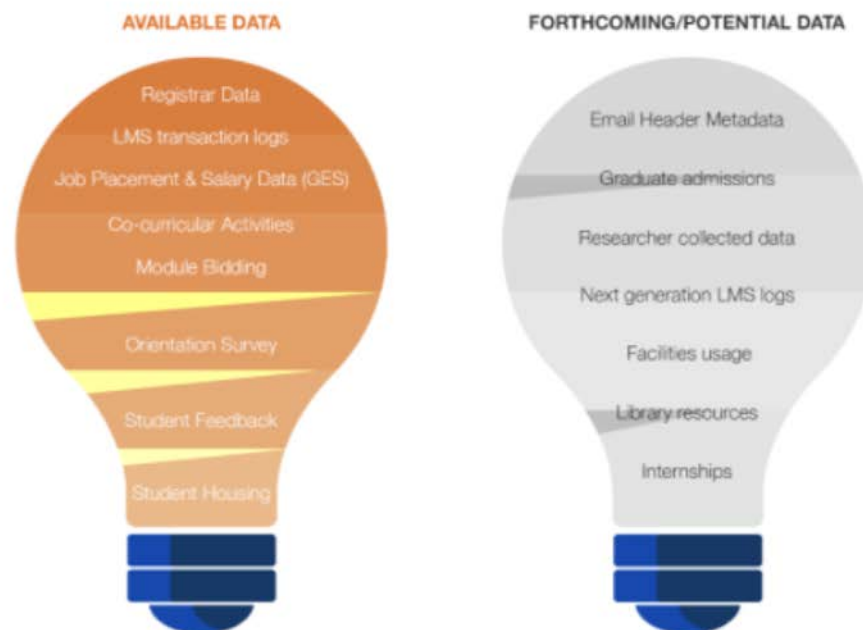 AVAILABLE DATA
Registrar Data
LMS transaction logs
Job Placement & Salary Data (GES)
Co-curricular Activities
Module Bidding
Orientation Survey
Student Feedback
Student Housing
FORTHCOMING/POTENTIAL DATA
Email Header Metadata
Graduate admissions
Researcher collected data
Next generation LMS logs
Facilities usage
Library resources
Internships